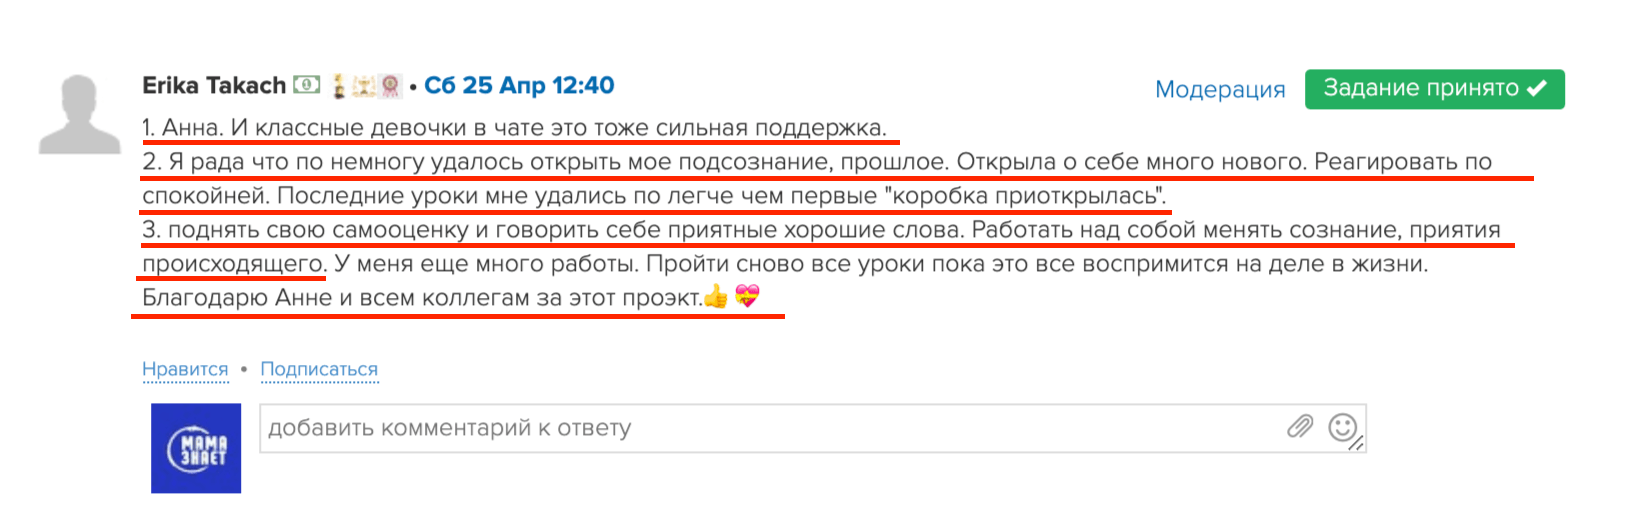 Erika Takach • Сб 25 Апр 12:40
Модерация
Задание принято ✔
1. Анна. И классные девочки в чате это тоже сильная поддержка.
2. Я рада что по немногу удалось открыть мое подсознание, прошлое. Открыла о себе много нового. Реагировать по
спокойней. Последние уроки мне удались по легче чем первые "коробка приоткрылась".
3. поднять свою самооценку и говорить себе приятные хорошие слова. Работать над собой менять сознание, приятия
происходящего. У меня еще много работы. Пройти сново все уроки пока это все воспримится на деле в жизни.
Благодарю Анне и всем коллегам за этот проэкт.👍💝
Нравится • Подписаться
МАМА
ЗНАЕТ
добавить комментарий к ответу